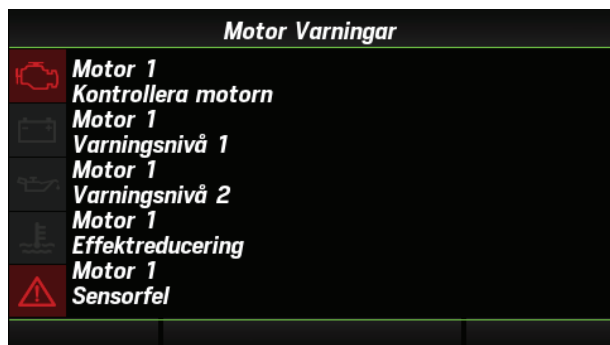 Motor Varningar
Motor 1
Kontrollera motorn
Motor 1
Varningsnivå 1
Motor 1
Varningsnivå 2
Motor 1
Effektreducering
Motor 1
Sensorfel